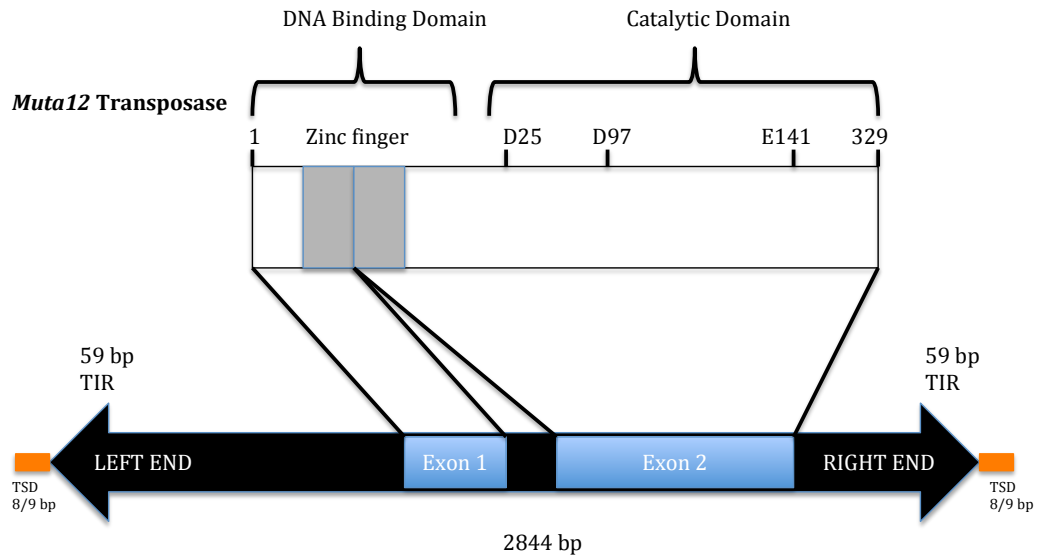 DNA Binding Domain
Catalytic Domain
Muta12 Transposase
1 Zinc finger D25 D97 E141 329
59 bp
TIR
59 bp
TIR
LEFT END Exon 1 Exon 2 RIGHT END
TSD
8/9 bp
TSD
8/9 bp
2844 bp